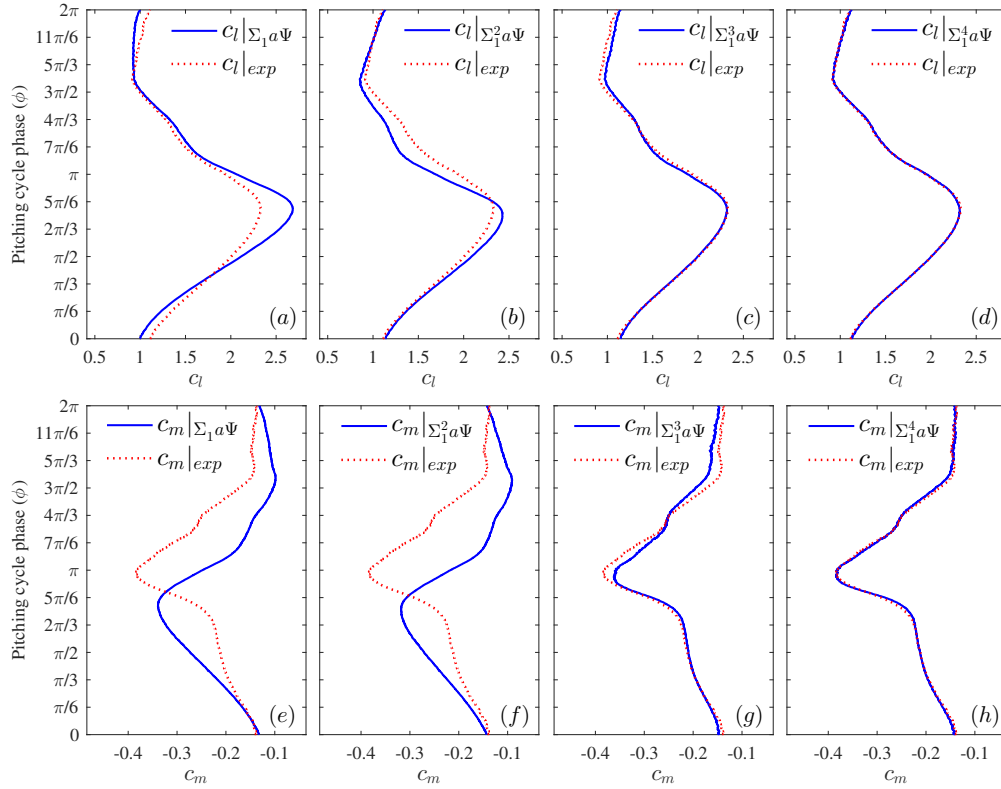 2π
11π/6
5π/3
3π/2
4π/3
7π/6
π
5π/6
2π/3
π/2
π/3
π/6
0
Pitching cycle phase (ϕ)
c_l|_{Σ_1 aΨ}
c_l|_{exp}
(a)
0.5 1 1.5 2 2.5
c_l
c_l|_{Σ_1^2 aΨ}
c_l|_{exp}
(b)
0.5 1 1.5 2 2.5
c_l
c_l|_{Σ_1^3 aΨ}
c_l|_{exp}
(c)
0.5 1 1.5 2 2.5
c_l
c_l|_{Σ_1^4 aΨ}
c_l|_{exp}
(d)
0.5 1 1.5 2 2.5
c_l
2π
11π/6
5π/3
3π/2
4π/3
7π/6
π
5π/6
2π/3
π/2
π/3
π/6
0
Pitching cycle phase (ϕ)
c_m|_{Σ_1 aΨ}
c_m|_{exp}
(e)
-0.4 -0.3 -0.2 -0.1
c_m
c_m|_{Σ_1^2 aΨ}
c_m|_{exp}
(f)
-0.4 -0.3 -0.2 -0.1
c_m
c_m|_{Σ_1^3 aΨ}
c_m|_{exp}
(g)
-0.4 -0.3 -0.2 -0.1
c_m
c_m|_{Σ_1^4 aΨ}
c_m|_{exp}
(h)
-0.4 -0.3 -0.2 -0.1
c_m